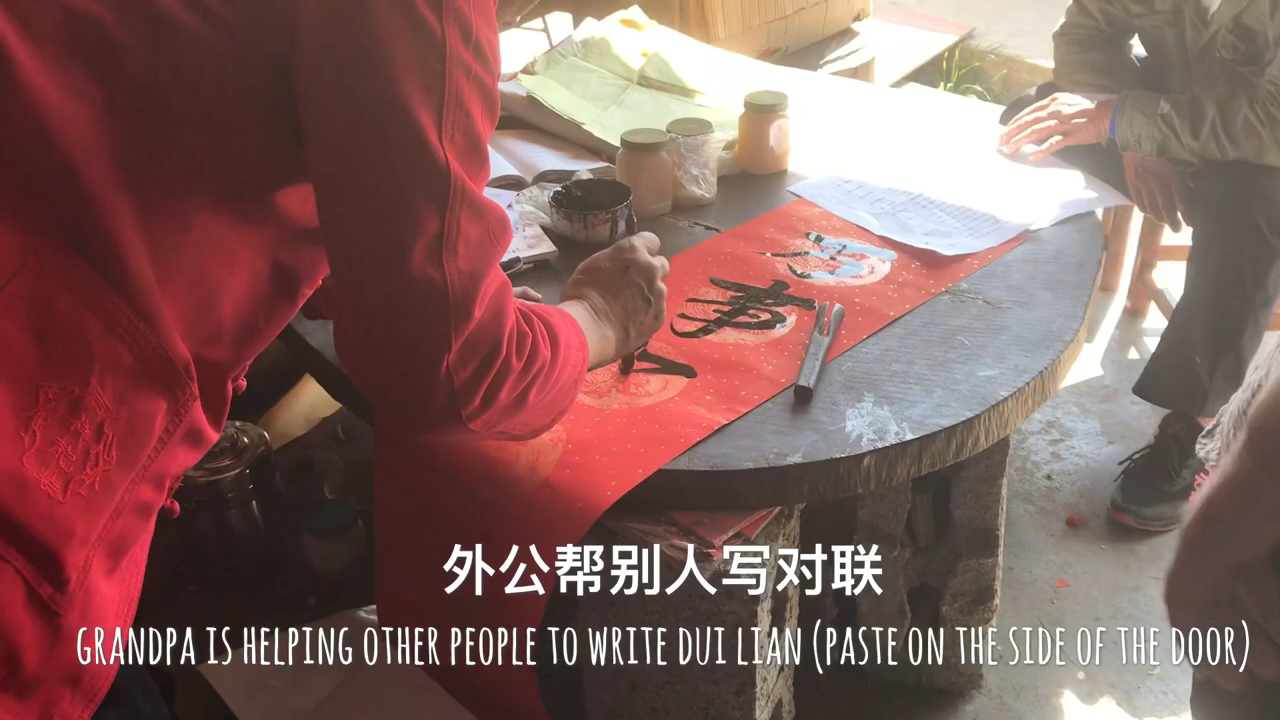 外公帮别人写对联
GRANDPA IS HELPING OTHER PEOPLE TO WRITE DUI LIAN (PASTE ON THE SIDE OF THE DOOR)